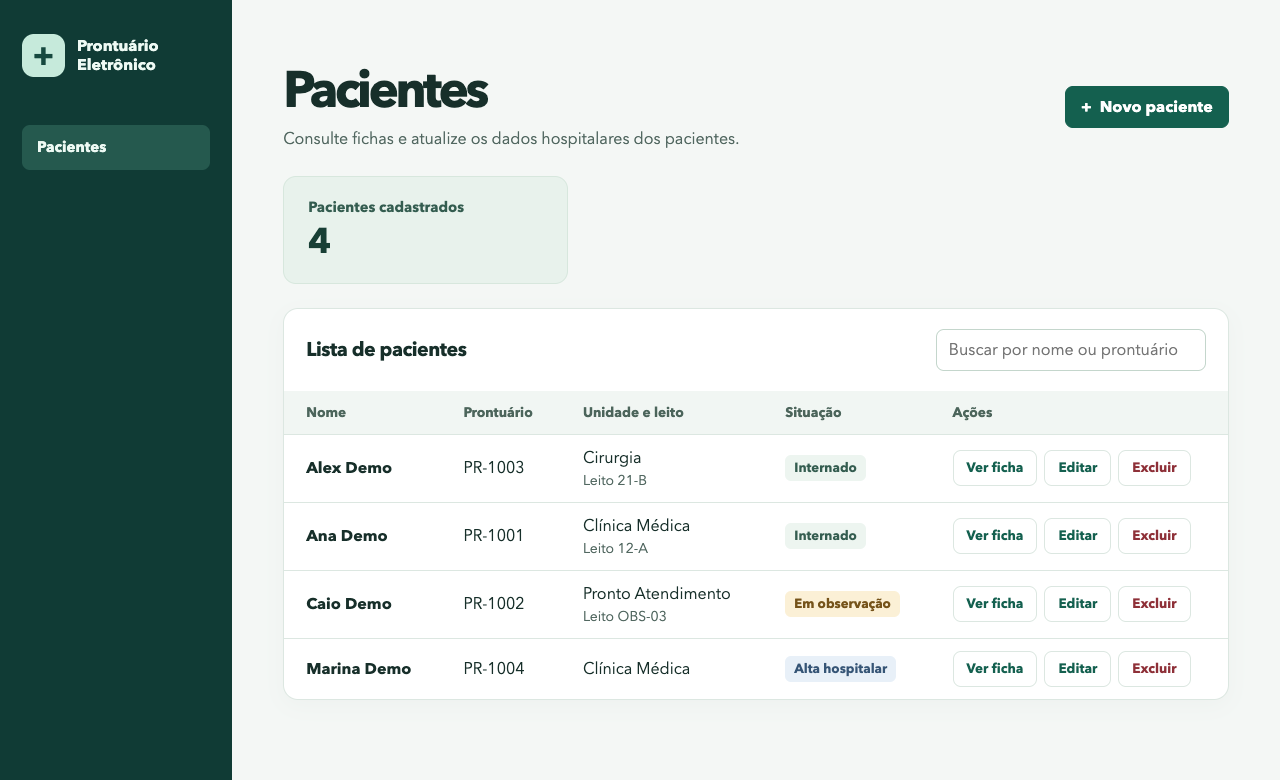 Prontuário
Eletrônico
Pacientes
Pacientes
Consulte fichas e atualize os dados hospitalares dos pacientes.
+ Novo paciente
Pacientes cadastrados
4
Lista de pacientes
Buscar por nome ou prontuário
Nome Prontuário Unidade e leito Situação Ações
Alex Demo PR-1003 Cirurgia Leito 21-B Internado Ver ficha Editar Excluir
Ana Demo PR-1001 Clínica Médica Leito 12-A Internado Ver ficha Editar Excluir
Caio Demo PR-1002 Pronto Atendimento Leito OBS-03 Em observação Ver ficha Editar Excluir
Marina Demo PR-1004 Clínica Médica Alta hospitalar Ver ficha Editar Excluir